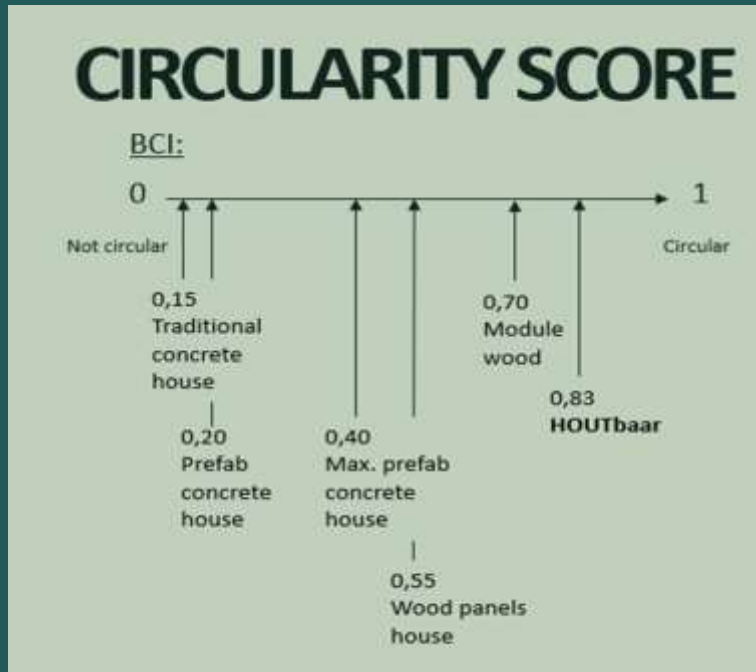 CIRCULARITY SCORE
BCI:
0
1
Not circular
Circular
0,15
Traditional
concrete
house
0,70
Module
wood
0,83
HOUTbaar
0,20
Prefab
concrete
house
0,40
Max. prefab
concrete
house
0,55
Wood panels
house